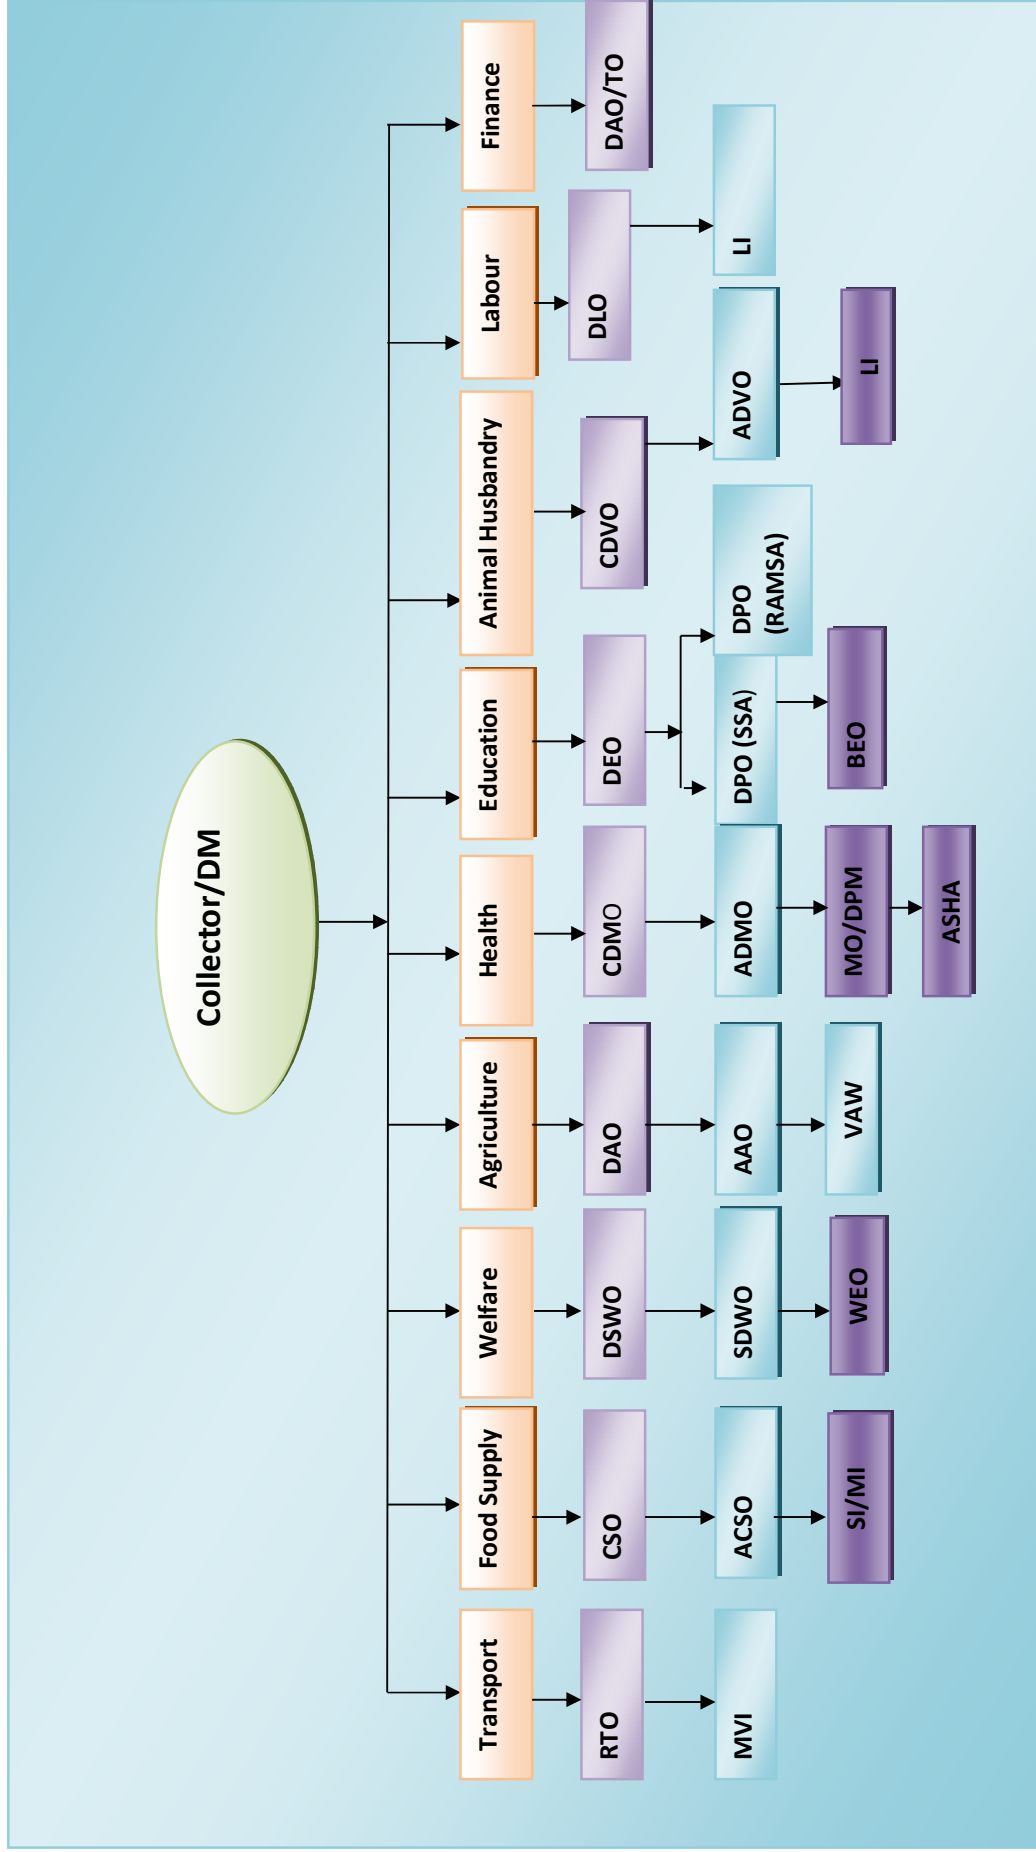 Collector/DM
Transport
Food Supply
Welfare
Agriculture
Health
Education
Animal Husbandry
Labour
Finance
RTO
CSO
DSWO
DAO
CDMO
DEO
CDVO
DLO
DAO/TO
MVI
ACSO
SDWO
AAO
ADMO
DPO (SSA)
DPO
(RAMSA)
ADVO
LI
SI/MI
WEO
VAW
MO/DPM
BEO
LI
ASHA